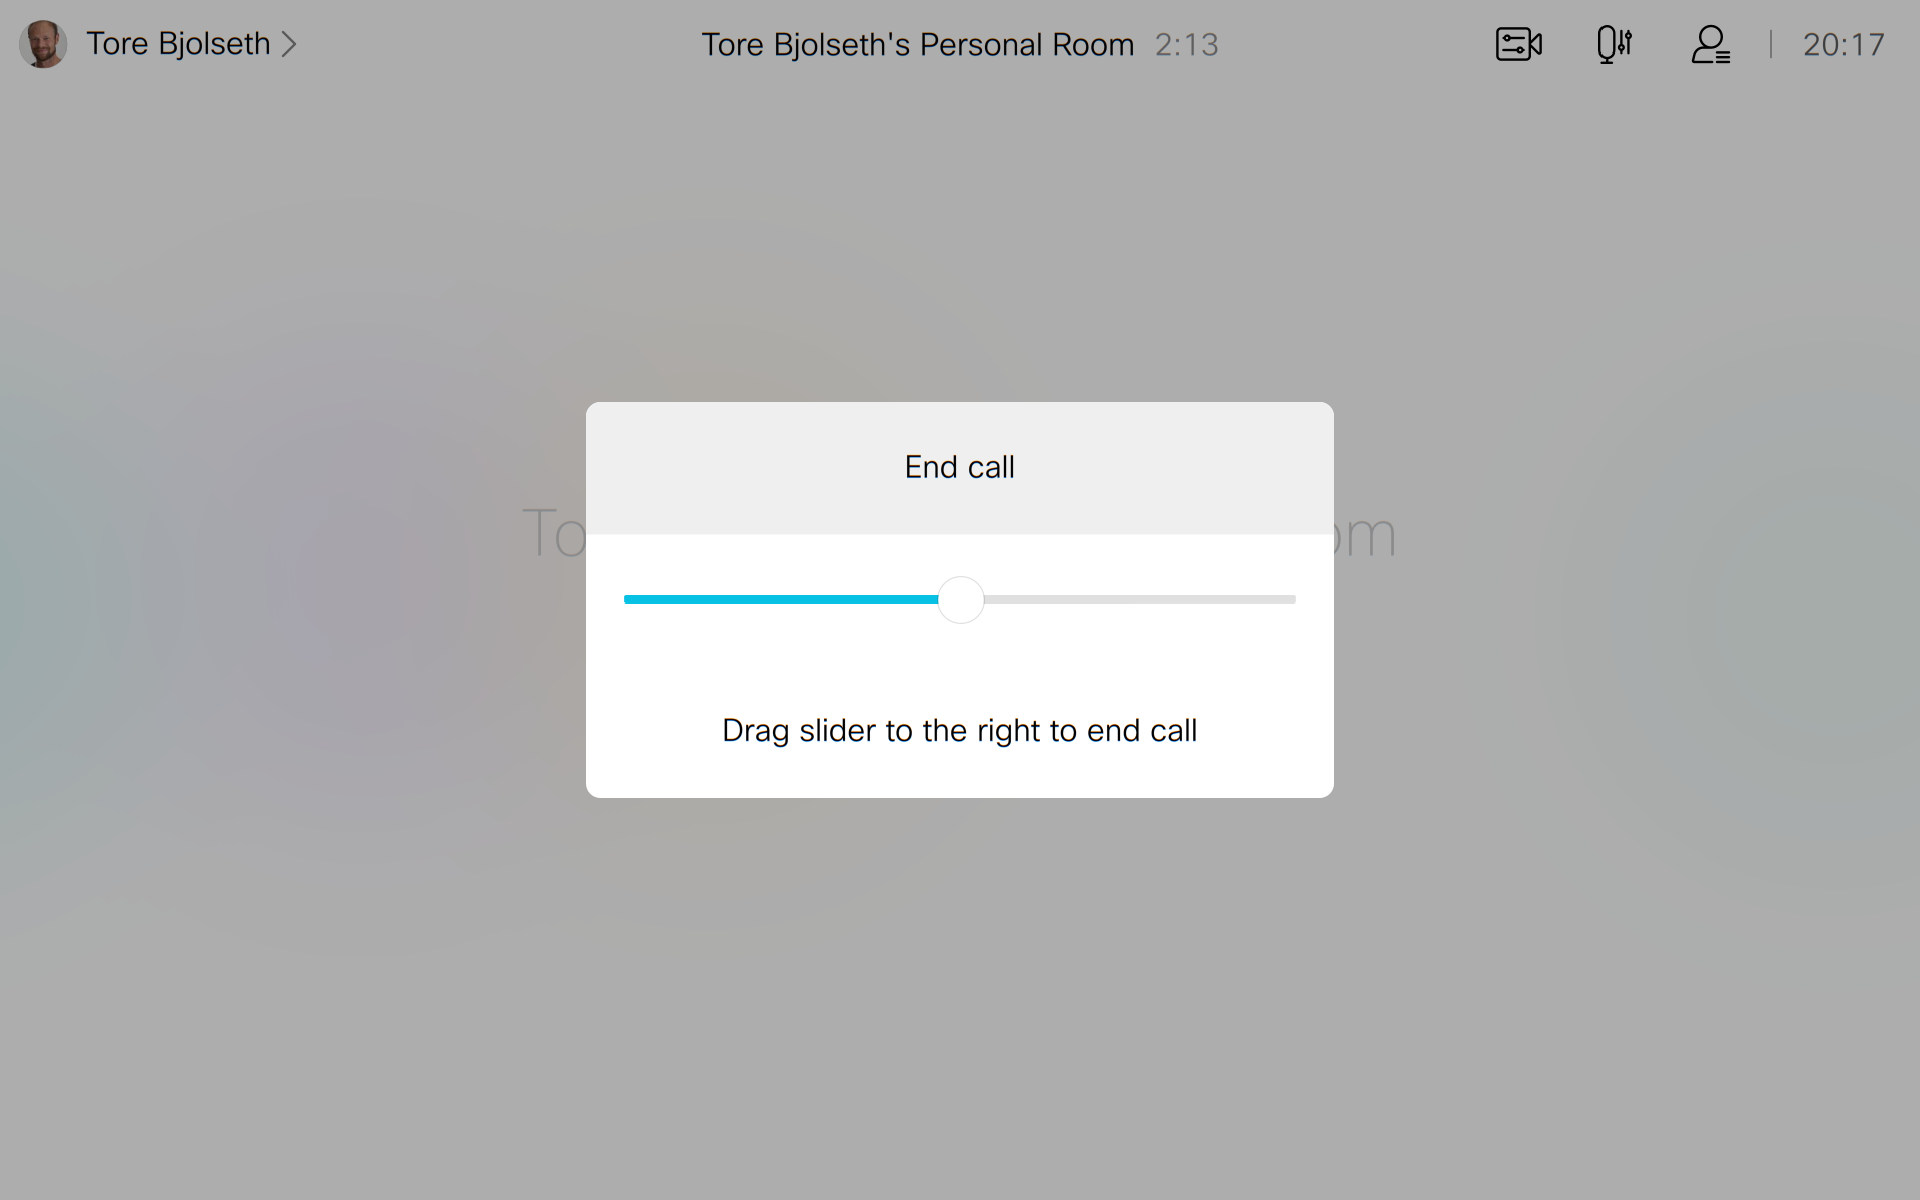 Tore Bjolseth
Tore Bjolseth's Personal Room 2:13
20:17
End call
To
om
Drag slider to the right to end call